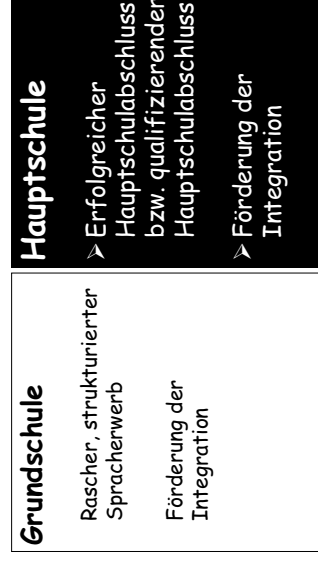 Grundschule
Rascher, strukturierter
Spracherwerb
Förderung der
Integration
Hauptschule
➢ Erfolgreicher
Hauptschulabschluss
bzw. qualifizierender
Hauptschulabschluss
➢ Förderung der
Integration